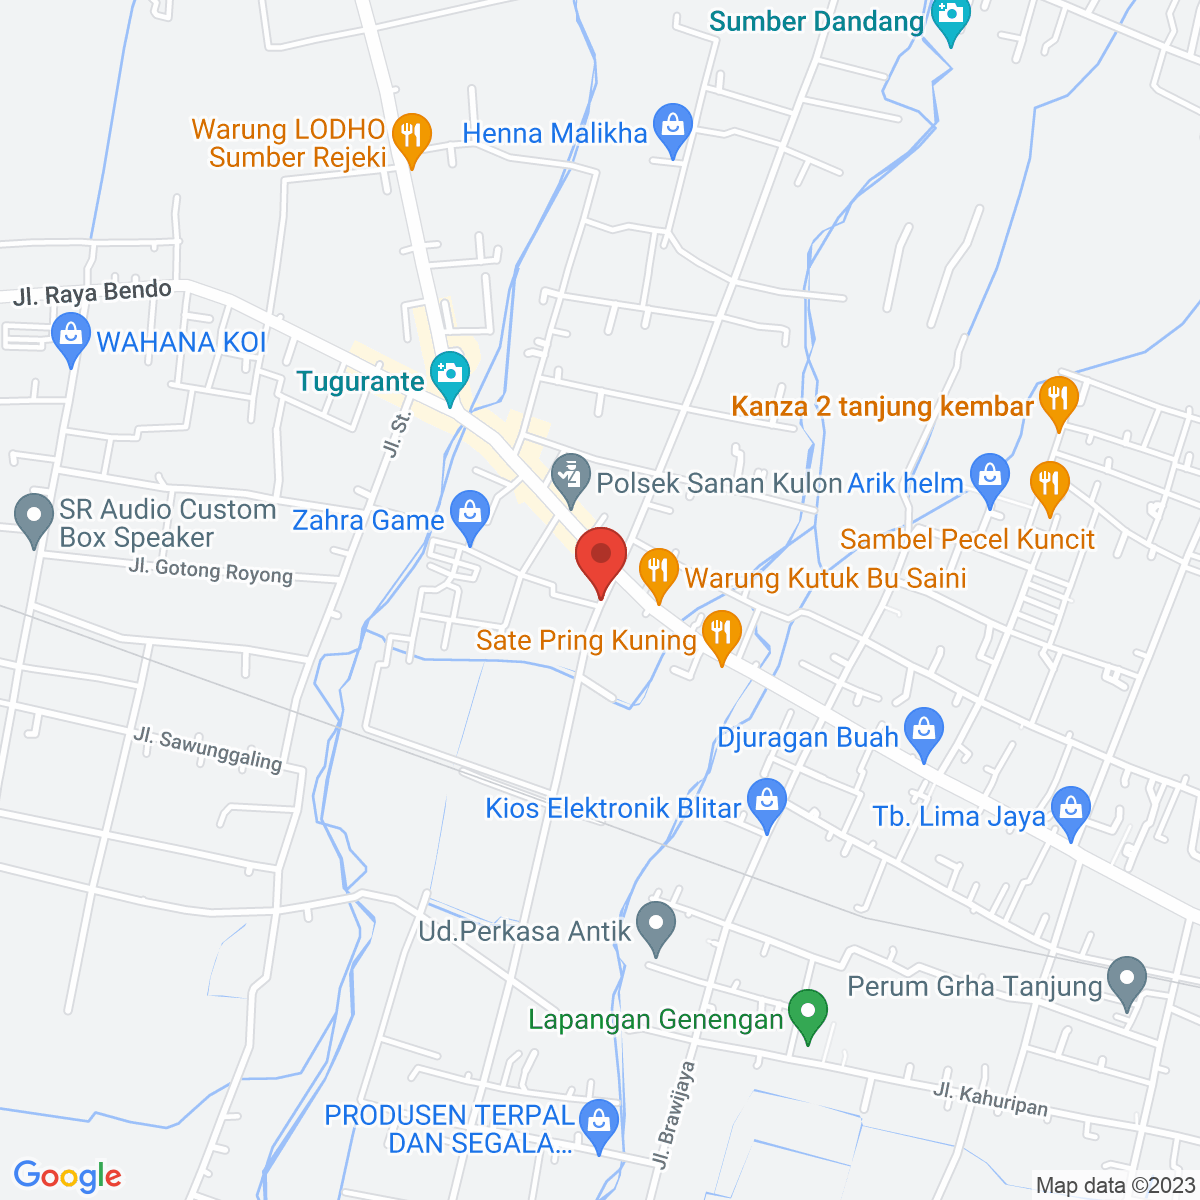 Sumber Dandang
Warung LODHO
Sumber Rejeki
Henna Malikha
Jl. Raya Bendo
WAHANA KOI
Tugurante
Kanza 2 tanjung kembar
Jl. St.
Polsek Sanan Kulon
Arik helm
SR Audio Custom
Box Speaker
Zahra Game
Sambel Pecel Kuncit
Jl. Gotong Royong
Warung Kutuk Bu Saini
Sate Pring Kuning
Jl. Sawunggaling
Djuragan Buah
Kios Elektronik Blitar
Tb. Lima Jaya
Ud.Perkasa Antik
Perum Grha Tanjung
Lapangan Genengan
Jl. Kahuripan
Jl. Brawijaya
PRODUSEN TERPAL
DAN SEGALA...
Google
Map data ©2023